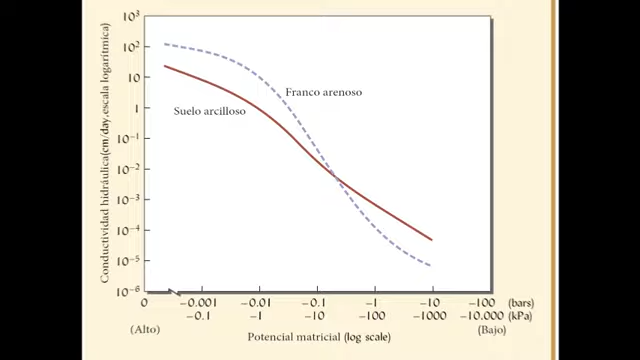 Conductividad hidráulica(cm/day,escala logarítmica)
10³
10²
10
1
10⁻¹
10⁻²
10⁻³
10⁻⁴
10⁻⁵
10⁻⁶
Franco arenoso
Suelo arcilloso
0 −0.001 −0.01 −0.1 −1 −10 −100 (bars)
−0.1 −1 −10 −100 −1000 −10.000 (kPa)
(Alto) (Bajo)
Potencial matricial (log scale)